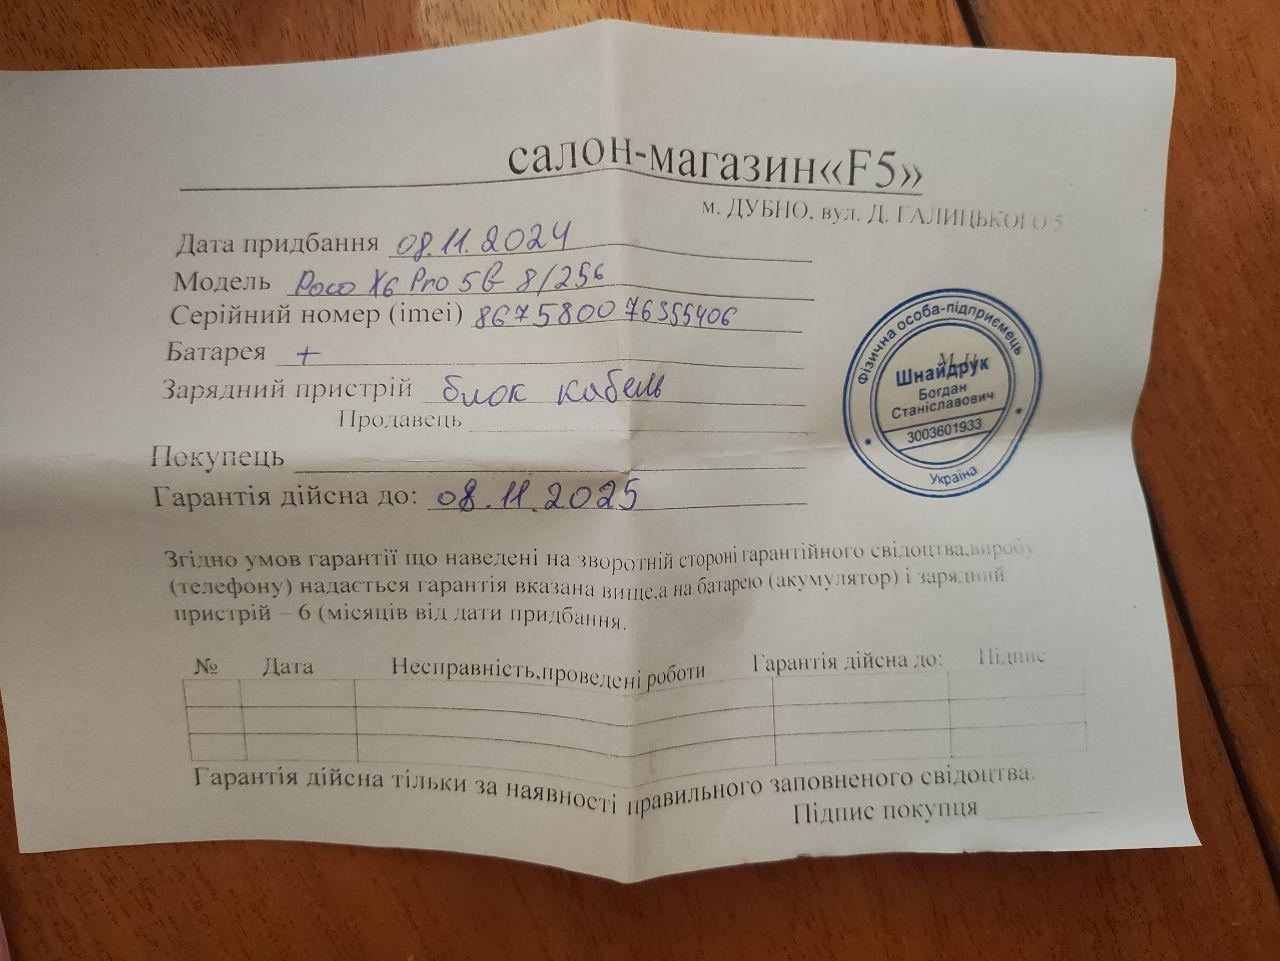 салон-магазин«F5»
м. ДУБНО, вул. Д. ГАЛИЦЬКОГО 5
Дата придбання 08.11.2024
Модель Poco X6 Pro 5G 8/256
Серійний номер (imei) 867580076355406
Батарея +
Зарядний пристрій блок кабель
Продавець
Покупець
Гарантія дійсна до: 08.11.2025
Фізична особа-підприємець
М.П.
Шнайдрук
Богдан
Станіславович
3003601933
Україна
Згідно умов гарантії що наведені на зворотній стороні гарантійного свідоцтва,виробу
(телефону) надається гарантія вказана вище,а на батарею (акумулятор) і зарядний
пристрій – 6 (місяців від дати придбання.
№ Дата Несправність,проведені роботи Гарантія дійсна до: Підпис
Гарантія дійсна тільки за наявності правильного заповненого свідоцтва.
Підпис покупця